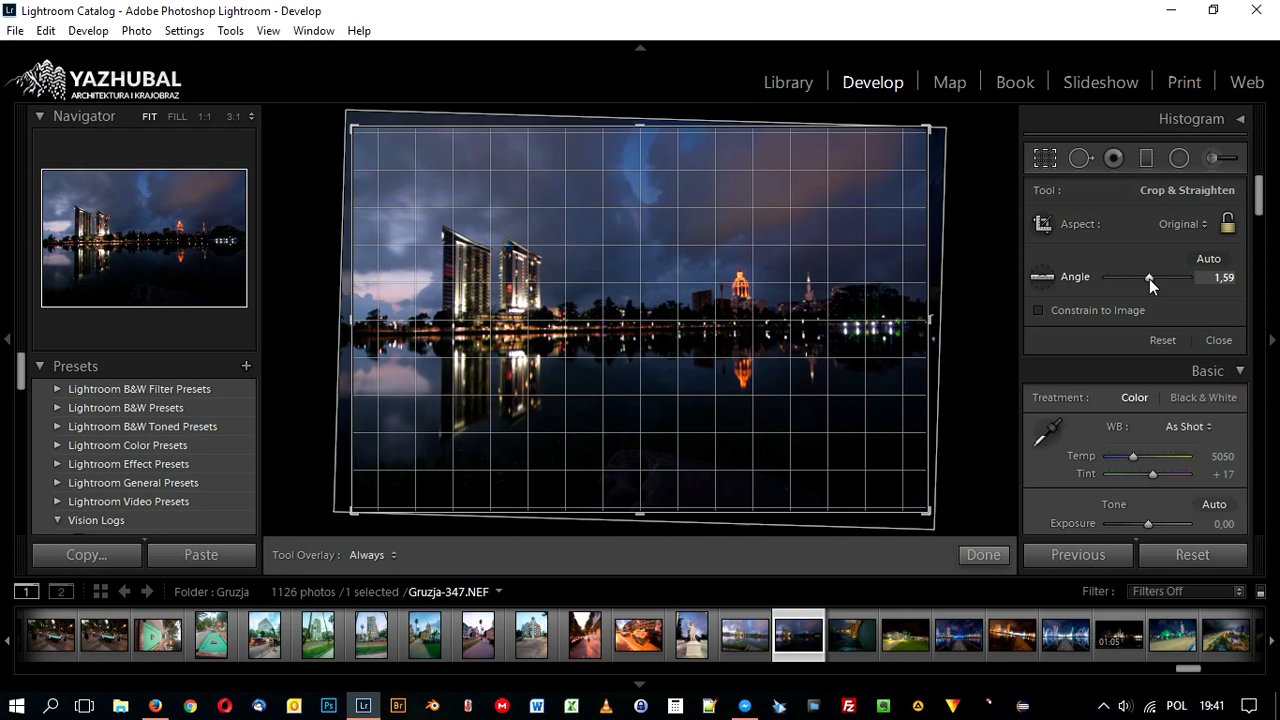 Lightroom Catalog - Adobe Photoshop Lightroom - Develop
File Edit Develop Photo Settings Tools View Window Help
YAZHUBAL
ARCHITEKTURA I KRAJOBRAZ
Library Develop Map Book Slideshow Print Web
Navigator FIT FILL 1:1 3:1
Presets +
Lightroom B&W Filter Presets
Lightroom B&W Presets
Lightroom B&W Toned Presets
Lightroom Color Presets
Lightroom Effect Presets
Lightroom General Presets
Lightroom Video Presets
Vision Logs
Copy... Paste
Tool Overlay : Always
Done
Histogram
Tool : Crop & Straighten
Aspect : Original
Auto
Angle 1,59
Constrain to Image
Reset Close
Basic
Treatment : Color Black & White
WB : As Shot
Temp 5050
Tint + 17
Tone Auto
Exposure 0,00
Previous Reset
1 2 Folder : Gruzja 1126 photos /1 selected /Gruzja-347.NEF
Filter : Filters Off
01:05
Ps Lr Br POL 19:41